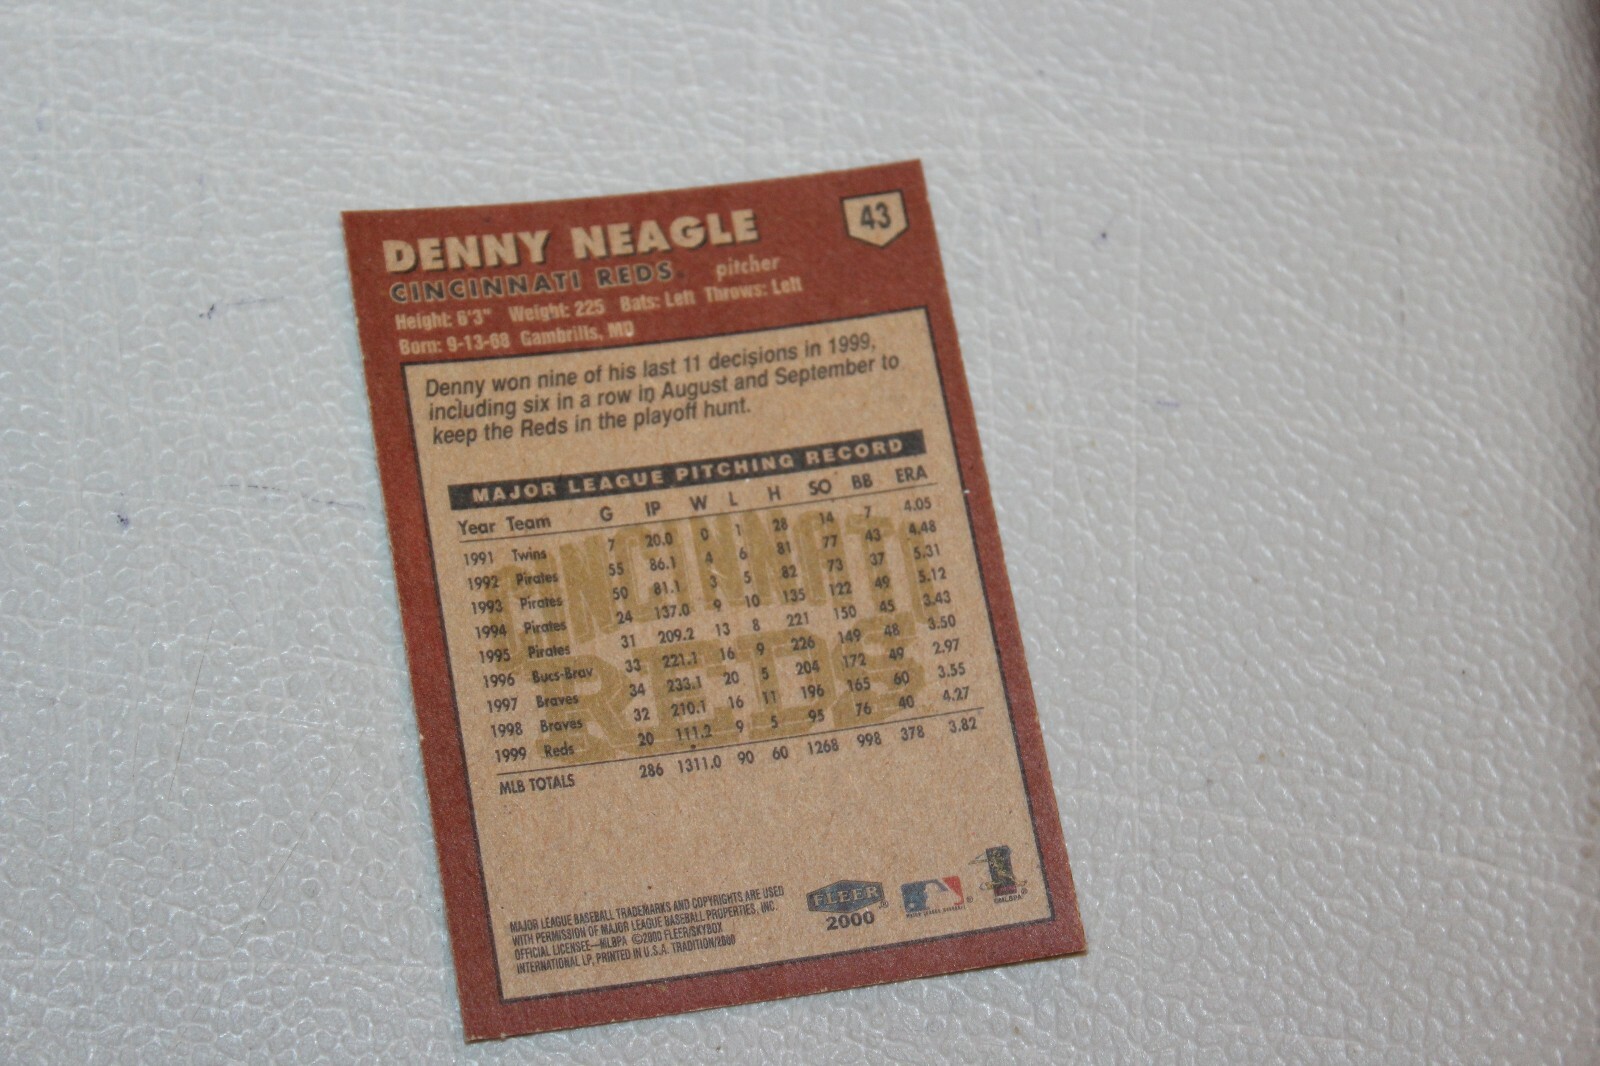 DENNY NEAGLE
43
CINCINNATI REDS. pitcher
Height: 6'3" Weight: 225 Bats: Left Throws: Left
Born: 9-13-68 Gambrills, MD
Denny won nine of his last 11 decisions in 1999,
including six in a row in August and September to
keep the Reds in the playoff hunt.
MAJOR LEAGUE PITCHING RECORD
Year Team G IP W L H SO BB ERA
1991 Twins 7 20.0 0 1 28 14 7 4.05
1992 Pirates 55 86.1 4 6 81 77 43 4.48
1993 Pirates 50 81.1 3 5 82 73 37 5.31
1994 Pirates 24 137.0 9 10 135 122 49 5.12
1995 Pirates 31 209.2 13 8 221 150 45 3.43
1996 Bucs-Brav 33 221.1 16 9 226 149 48 3.50
1997 Braves 34 233.1 20 5 204 172 49 2.97
1998 Braves 32 210.1 16 11 196 165 60 3.55
1999 Reds 20 111.2 9 5 95 76 40 4.27
MLB TOTALS 286 1311.0 90 60 1268 998 378 3.82
CINCINNATI
REDS
MAJOR LEAGUE BASEBALL TRADEMARKS AND COPYRIGHTS ARE USED
WITH PERMISSION OF MAJOR LEAGUE BASEBALL PROPERTIES, INC.
OFFICIAL LICENSEE—MLBPA ©2000 FLEER/SKYBOX
INTERNATIONAL LP, PRINTED IN U.S.A. TRADITION/2000
FLEER®
2000
MAJOR LEAGUE BASEBALL
®
©MLBPA